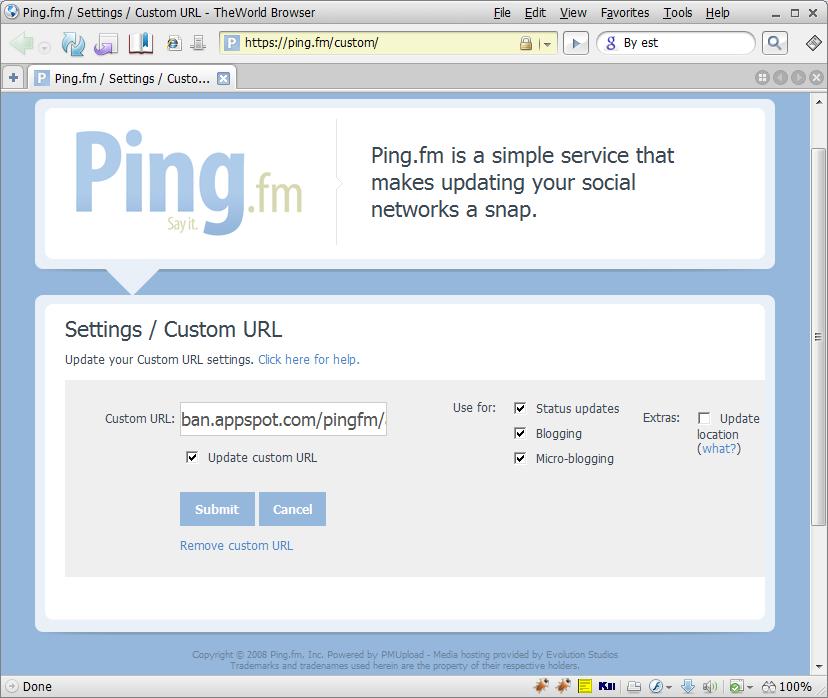 Ping.fm / Settings / Custom URL - TheWorld Browser
File Edit View Favorites Tools Help
https://ping.fm/custom/
By est
Ping.fm / Settings / Custo...
Ping.fm
Say it.
Ping.fm is a simple service that
makes updating your social
networks a snap.
Settings / Custom URL
Update your Custom URL settings. Click here for help.
Custom URL: ban.appspot.com/pingfm/
Update custom URL
Use for:
Status updates
Blogging
Micro-blogging
Extras:
Update
location
(what?)
Submit Cancel
Remove custom URL
Copyright © 2008 Ping.fm, Inc. Powered by PMUpload - Media hosting provided by Evolution Studios
Trademarks and tradenames used herein are the property of their respective holders.
Done
100%